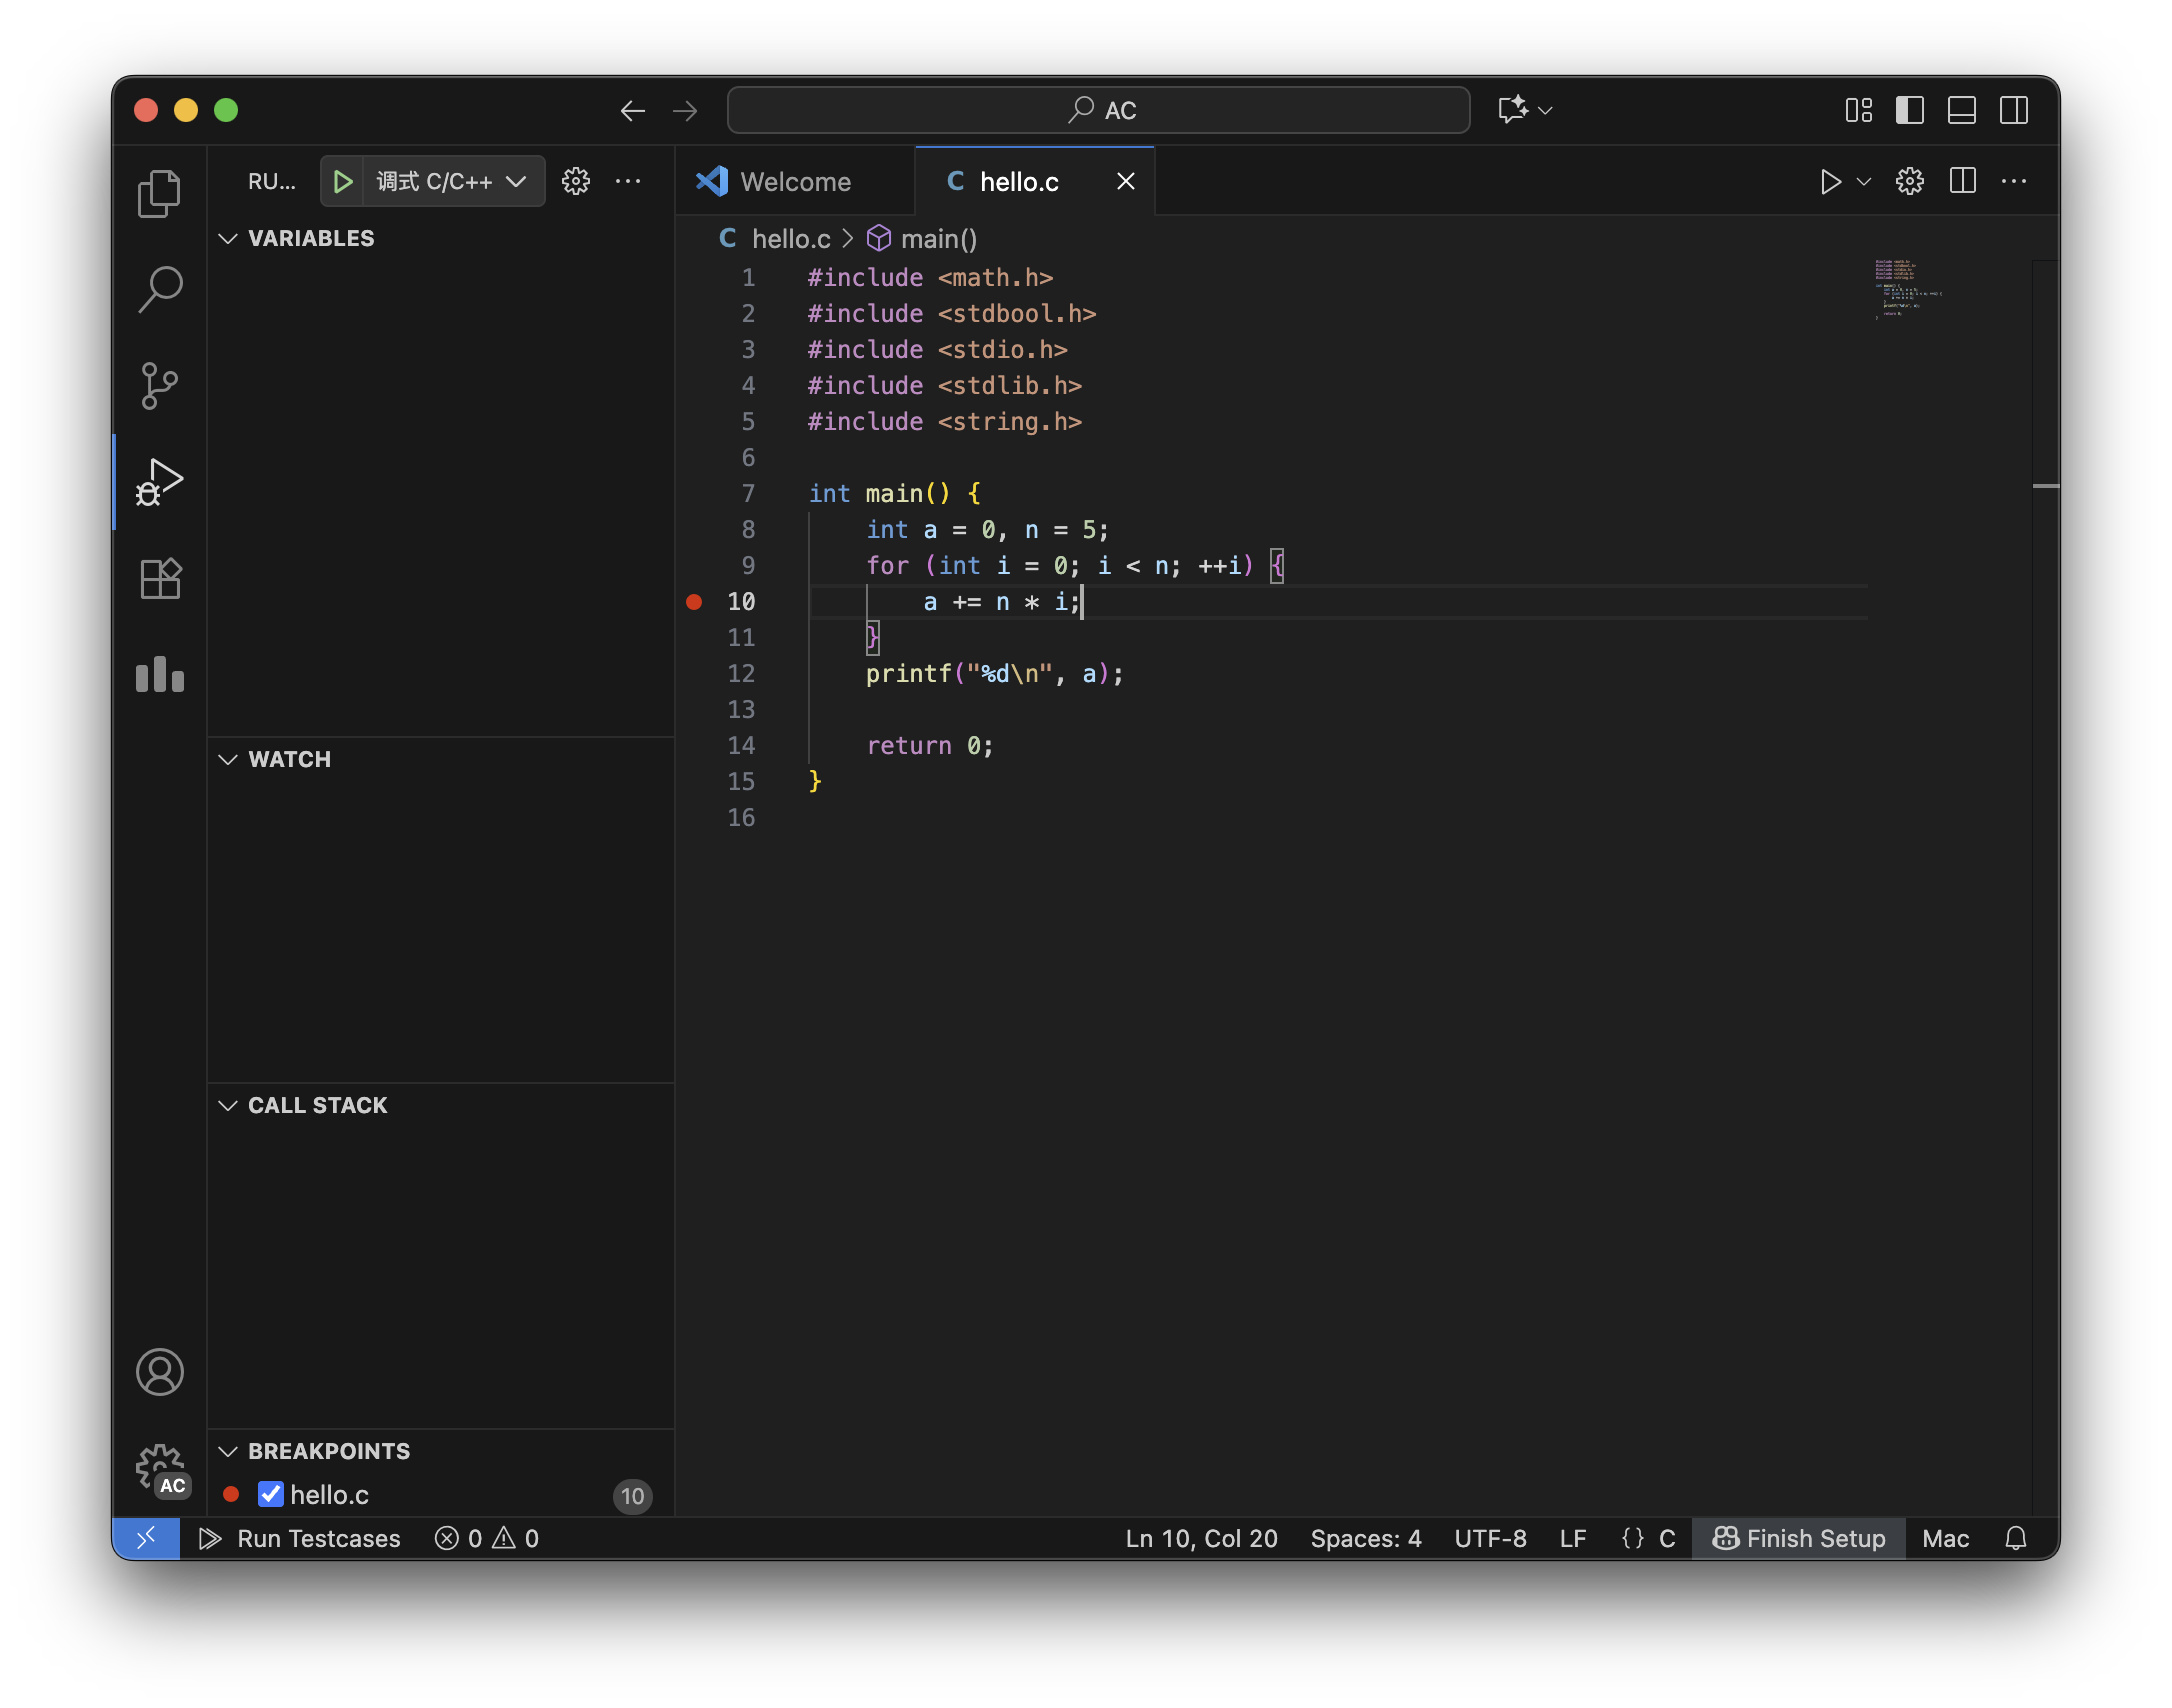 AC
RU...
调式 C/C++
Welcome
C hello.c
VARIABLES
C hello.c > main()
1 #include <math.h>
2 #include <stdbool.h>
3 #include <stdio.h>
4 #include <stdlib.h>
5 #include <string.h>
6
7 int main() {
8     int a = 0, n = 5;
9     for (int i = 0; i < n; ++i) {
10         a += n * i;
11     }
12     printf("%d\n", a);
13
14     return 0;
15 }
16
WATCH
CALL STACK
BREAKPOINTS
hello.c 10
AC
Run Testcases 0 0 Ln 10, Col 20 Spaces: 4 UTF-8 LF {} C Finish Setup Mac